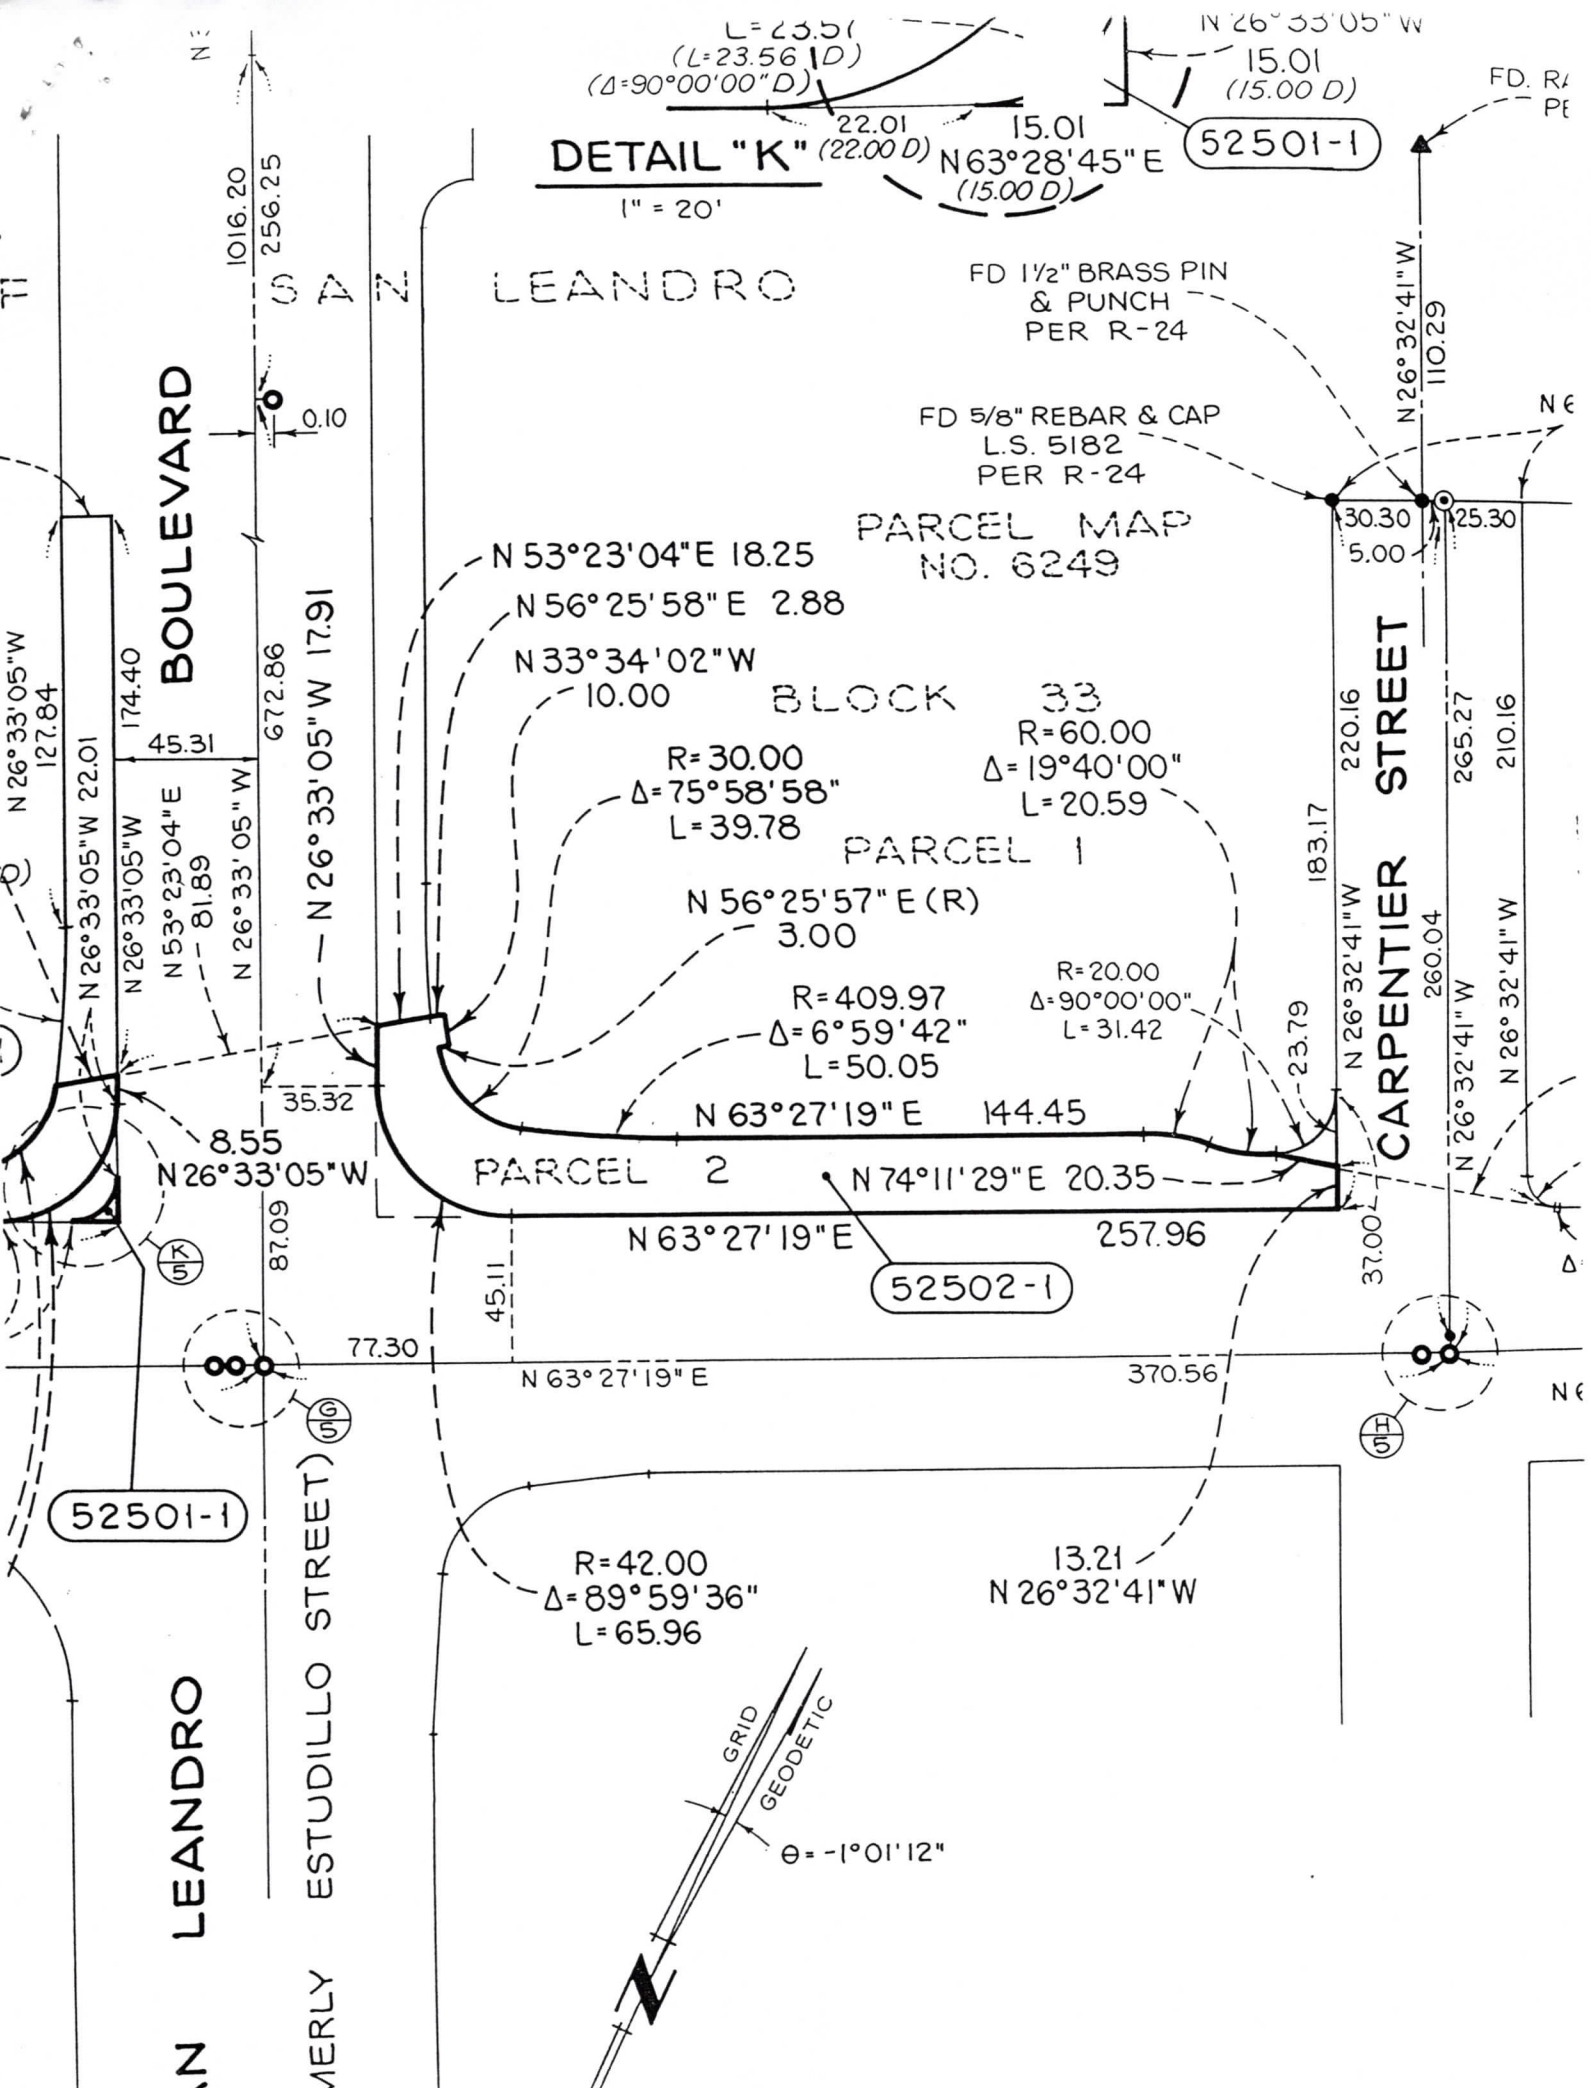 L=23.57
(L=23.56 D)
(Δ=90°00'00"D)
22.01
(22.00 D)
15.01
N63°28'45"E
(15.00 D)
DETAIL "K"
1" = 20'
N 26°33'05"W
15.01
(15.00 D)
52501-1
FD.
1016.20
256.25
SAN LEANDRO
FD 1½" BRASS PIN
& PUNCH
PER R-24
N 26°32'41"W
110.29
BOULEVARD
0.10
FD 5/8" REBAR & CAP
L.S. 5182
PER R-24
30.30
25.30
5.00
PARCEL MAP
NO. 6249
N 53°23'04"E 18.25
N 56°25'58"E 2.88
N 33°34'02"W
10.00
BLOCK 33
N 26°33'05"W
127.84
174.40
672.86
N 26°33'05"W 17.91
45.31
R=30.00
Δ=75°58'58"
L=39.78
R=60.00
Δ=19°40'00"
L=20.59
220.16
STREET
265.27
210.16
PARCEL 1
183.17
N 26°33'05"W 22.01
N 26°33'05"W
N 53°23'04"E
81.89
N 26°33'05"W
N 56°25'57"E (R)
3.00
R=409.97
Δ=6°59'42"
L=50.05
R=20.00
Δ=90°00'00"
L=31.42
23.79
N 26°32'41"W
CARPENTIER
260.04
N 26°32'41"W
N 26°32'41"W
35.32
N 63°27'19"E 144.45
8.55
N26°33'05"W
PARCEL 2
N 74°11'29"E 20.35
N 63°27'19"E 257.96
37.00
87.09
K
5
45.11
52502-1
77.30
N 63°27'19"E
370.56
G
5
H
5
52501-1
R=42.00
Δ=89°59'36"
L=65.96
13.21
N 26°32'41"W
ESTUDILLO STREET)
LEANDRO
GRID
GEODETIC
θ= -1°01'12"
N
MERLY
AN